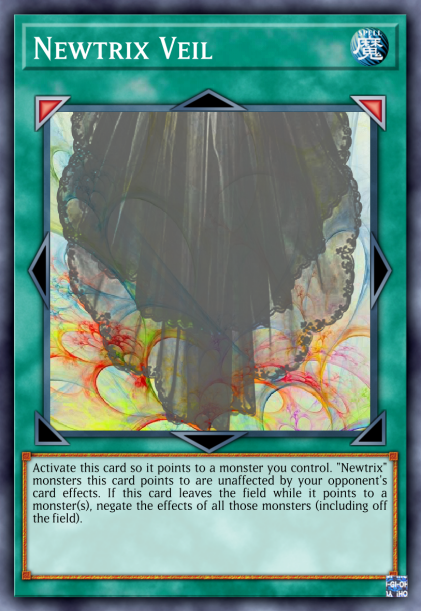 Newtrix Veil
SPELL
魔
Activate this card so it points to a monster you control. "Newtrix"
monsters this card points to are unaffected by your opponent's
card effects. If this card leaves the field while it points to a
monster(s), negate the effects of all those monsters (including off
the field).